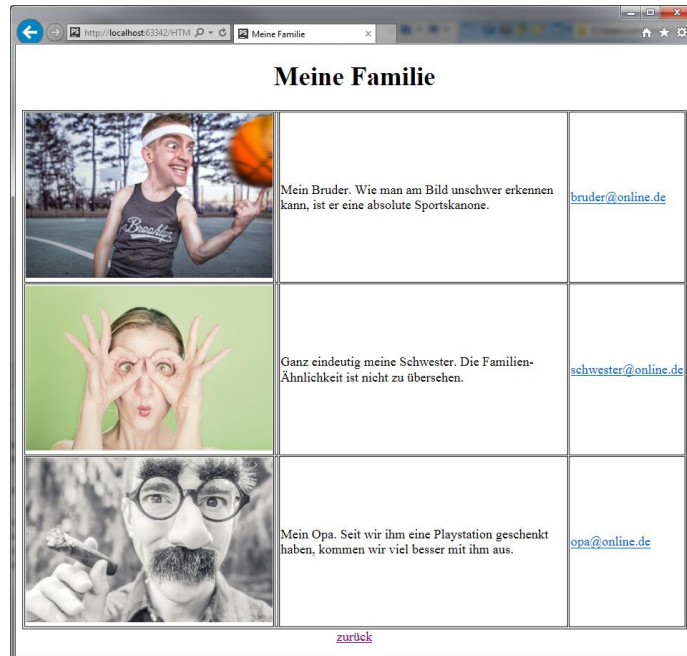 http://localhost:63342/HTM
Meine Familie
Meine Familie
Brooklyn
Mein Bruder. Wie man am Bild unschwer erkennen
kann, ist er eine absolute Sportskanone.
bruder@online.de
Ganz eindeutig meine Schwester. Die Familien-
Ähnlichkeit ist nicht zu übersehen.
schwester@online.de
Mein Opa. Seit wir ihm eine Playstation geschenkt
haben, kommen wir viel besser mit ihm aus.
opa@online.de
zurück